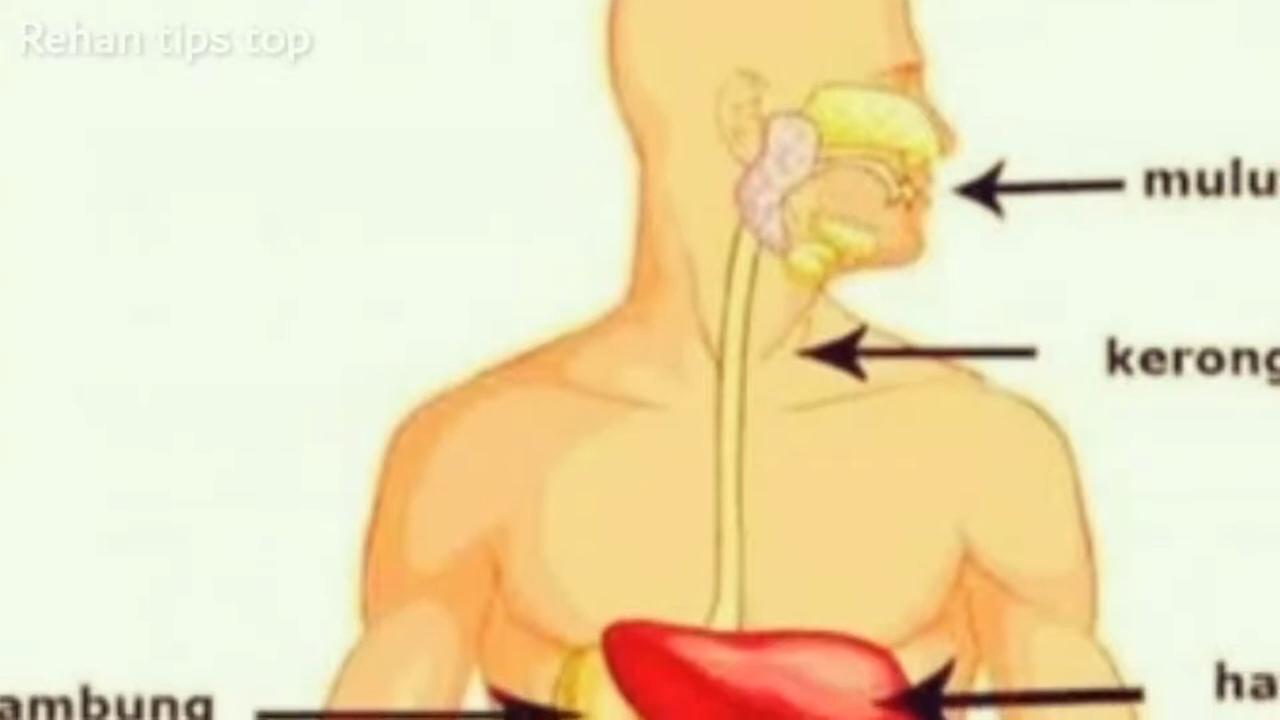 Rehan tips top
mulu
kerong
ha
ambung